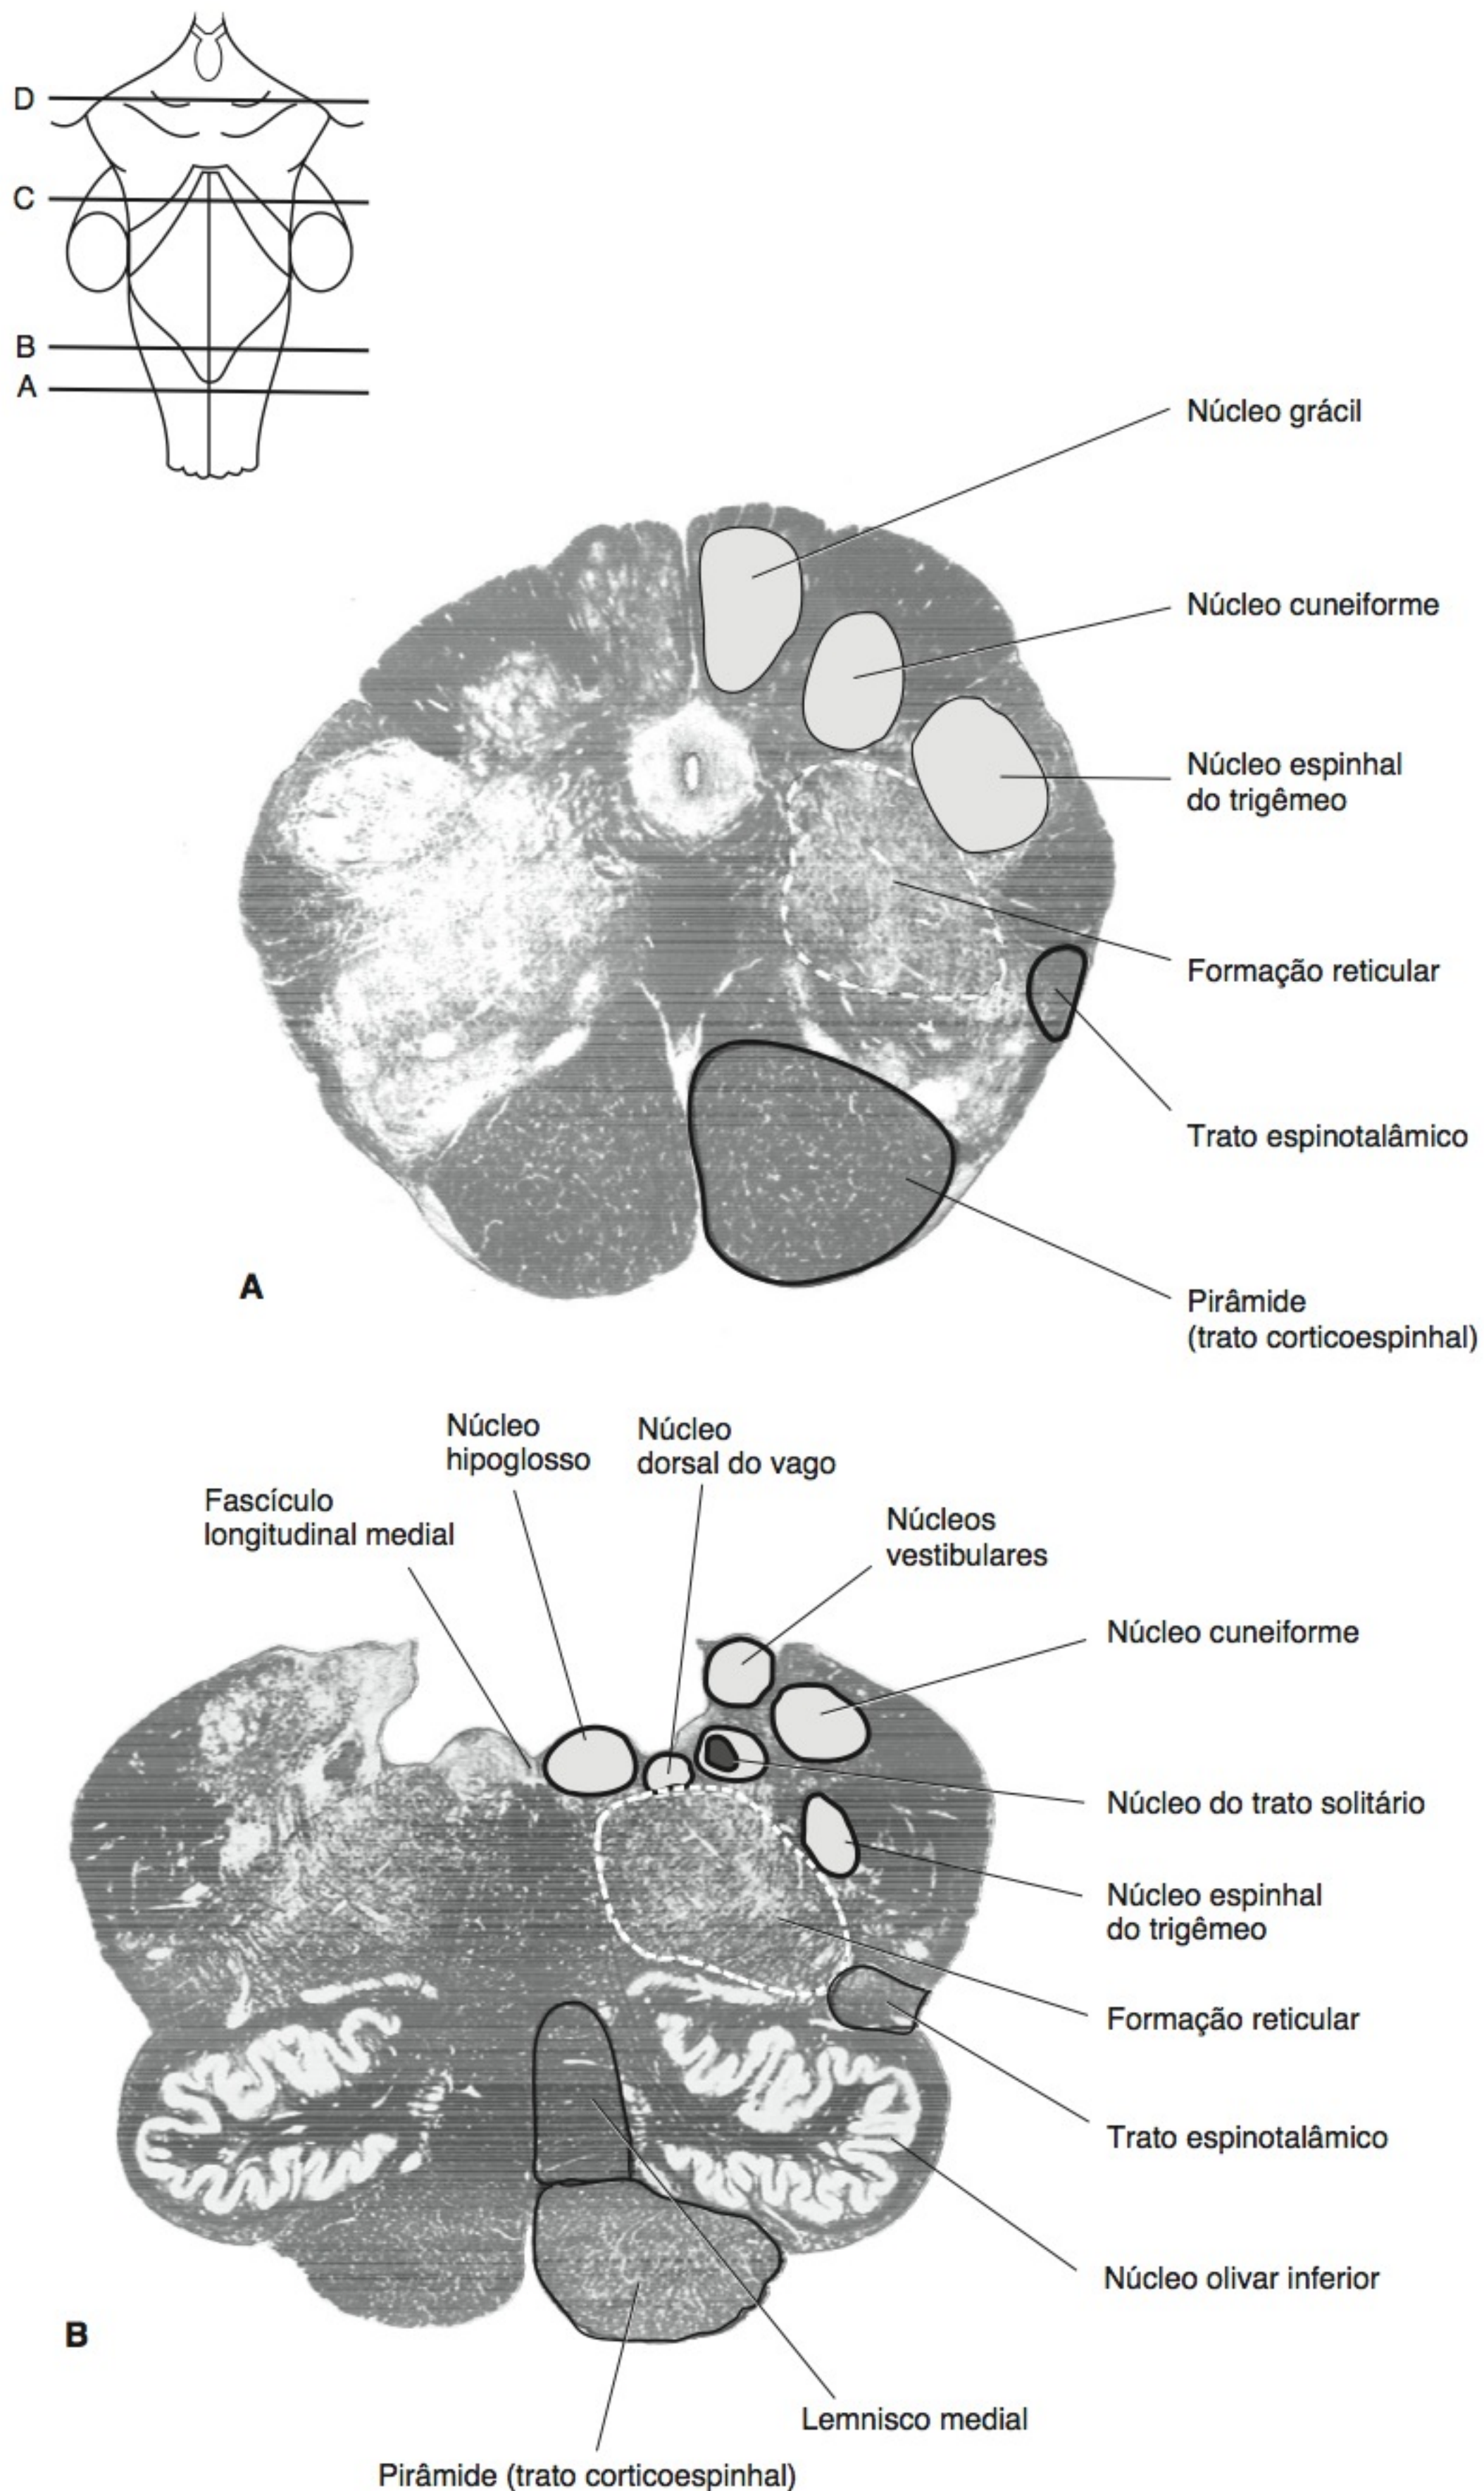 D
C
B
A
Núcleo grácil
Núcleo cuneiforme
Núcleo espinhal
do trigêmeo
Formação reticular
Trato espinotalâmico
A
Pirâmide
(trato corticoespinhal)
Núcleo
hipoglosso
Núcleo
dorsal do vago
Fascículo
longitudinal medial
Núcleos
vestibulares
Núcleo cuneiforme
Núcleo do trato solitário
Núcleo espinhal
do trigêmeo
Formação reticular
Trato espinotalâmico
Núcleo olivar inferior
B
Lemnisco medial
Pirâmide (trato corticoespinhal)